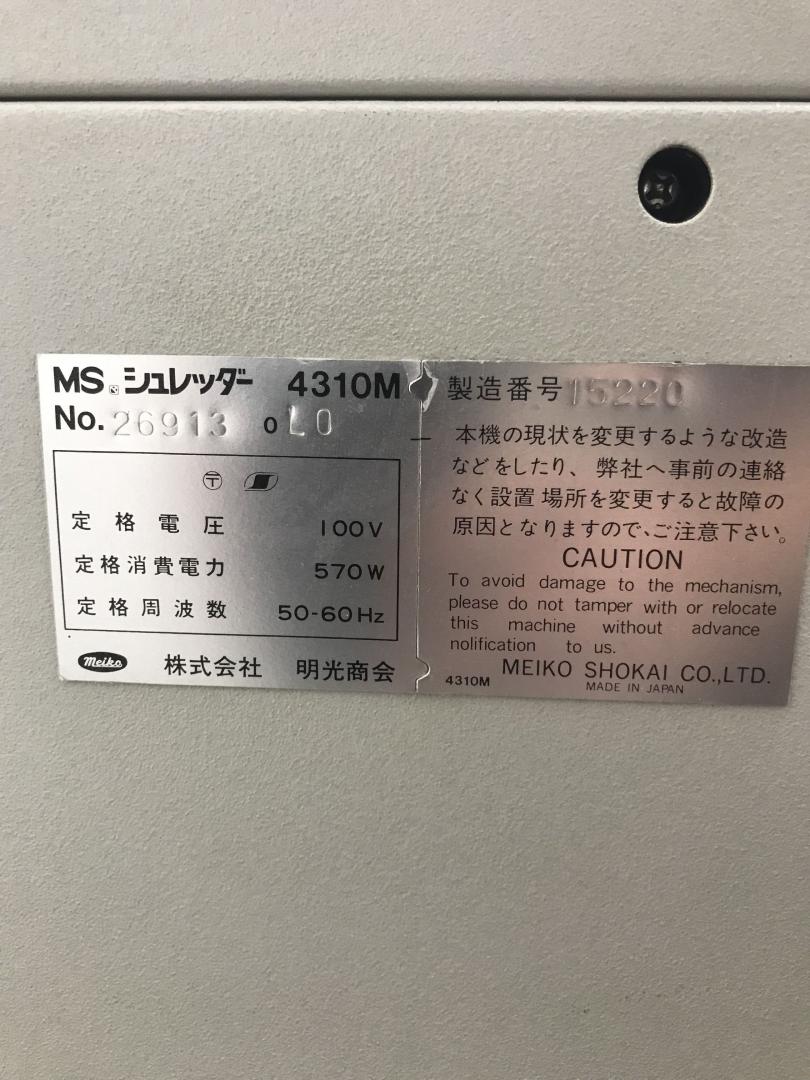 MS シュレッダー 4310M
No. 26913 0 L0
〒
定格電圧 100V
定格消費電力 570W
定格周波数 50-60Hz
Meiko 株式会社 明光商会
製造番号 15220
本機の現状を変更するような改造
などをしたり、弊社へ事前の連絡
なく設置場所を変更すると故障の
原因となりますので、ご注意下さい。
CAUTION
To avoid damage to the mechanism,
please do not tamper with or relocate
this machine without advance
nolification to us.
4310M MEIKO SHOKAI CO.,LTD.
MADE IN JAPAN